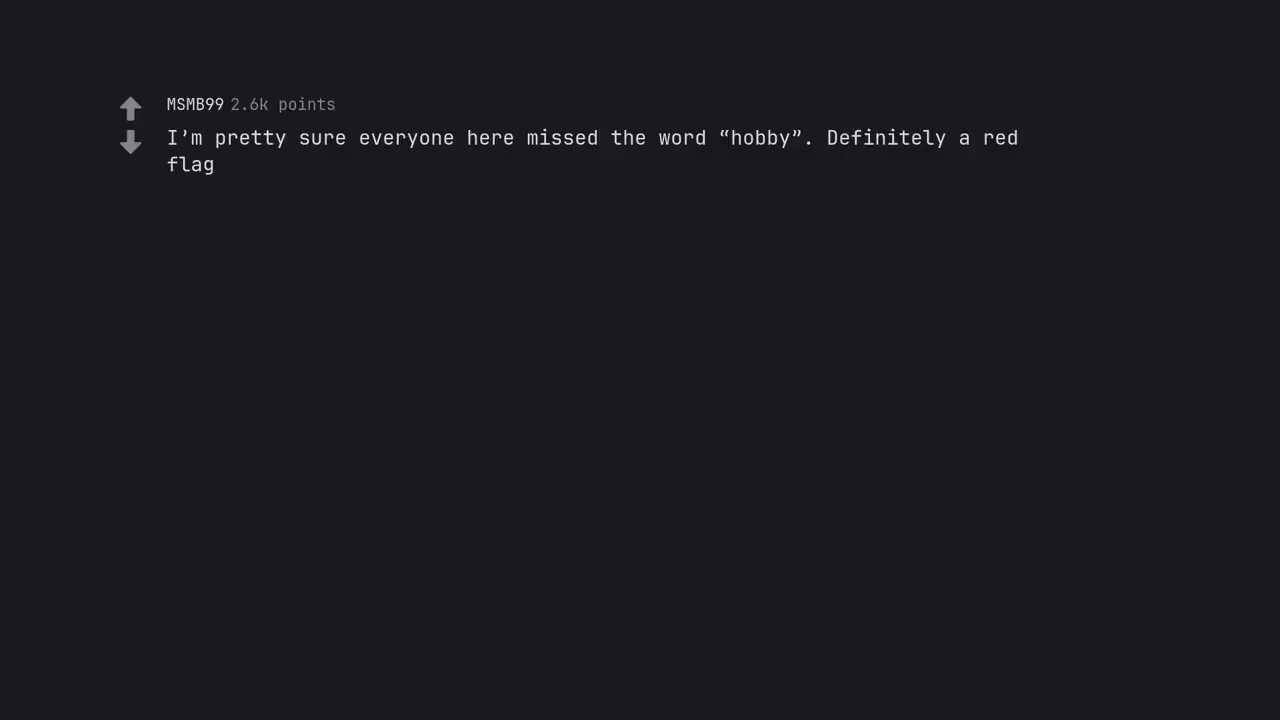 MSMB99 2.6k points
I’m pretty sure everyone here missed the word “hobby”. Definitely a red
flag